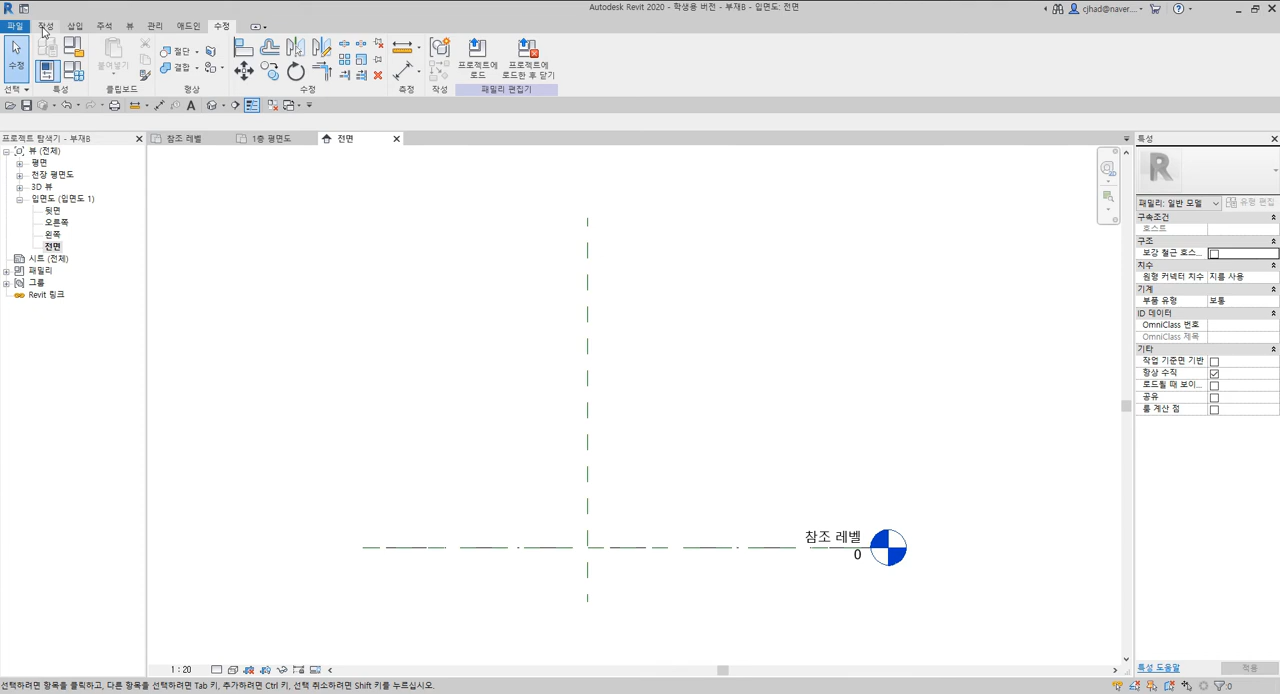 Autodesk Revit 2020 - 학생용 버전 - 부재B - 입면도: 전면
cjhad@naver....
파일 작성 삽입 주석 뷰 관리 애드인 수정
수정
붙여넣기
절단
결합
프로젝트에
로드
프로젝트에
로드한 후 닫기
선택 특성 클립보드 형상 수정 측정 작성 패밀리 편집기
프로젝트 탐색기 - 부재B
뷰 (전체)
평면
천장 평면도
3D 뷰
입면도 (입면도 1)
뒷면
오른쪽
왼쪽
전면
시트 (전체)
패밀리
그룹
Revit 링크
참조 레벨
1층 평면도
전면
참조 레벨
0
특성
패밀리: 일반 모델
유형 편집
구속조건
호스트
구조
보강 철근 호스...
치수
원형 커넥터 치수 지름 사용
기계
부품 유형 보통
ID 데이터
OmniClass 번호
OmniClass 제목
기타
작업 기준면 기반
항상 수직
로드될 때 보이...
공유
룸 계산 점
특성 도움말
적용
1 : 20
선택하려면 항목을 클릭하고, 다른 항목을 선택하려면 Tab 키, 추가하려면 Ctrl 키, 선택 취소하려면 Shift 키를 누르십시오.
:0